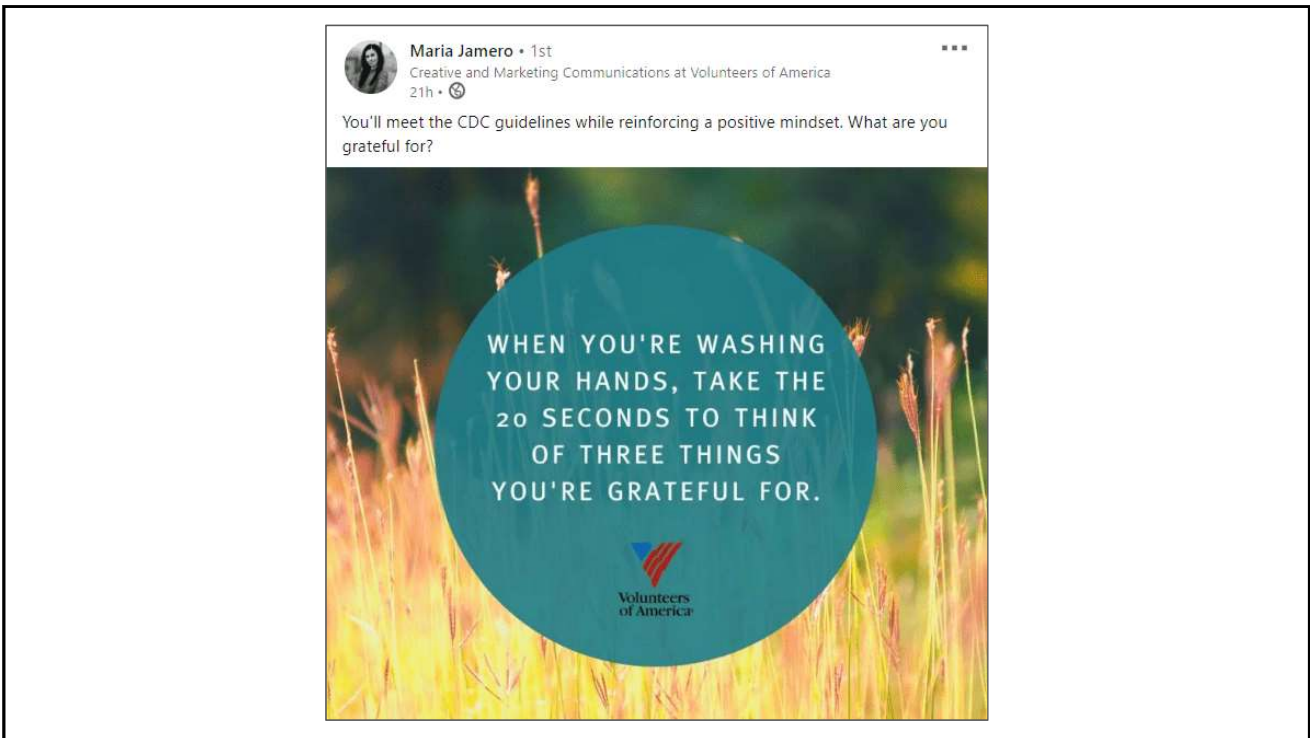 Maria Jamero • 1st
Creative and Marketing Communications at Volunteers of America
21h •
You'll meet the CDC guidelines while reinforcing a positive mindset. What are you
grateful for?
WHEN YOU'RE WASHING
YOUR HANDS, TAKE THE
20 SECONDS TO THINK
OF THREE THINGS
YOU'RE GRATEFUL FOR.
Volunteers
of America®